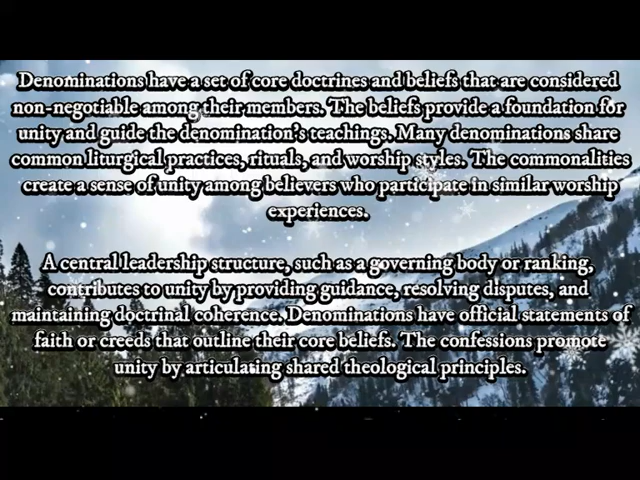 Denominations have a set of core doctrines and beliefs that are considered
non-negotiable among their members. The beliefs provide a foundation for
unity and guide the denomination's teachings. Many denominations share
common liturgical practices, rituals, and worship styles. The commonalities
create a sense of unity among believers who participate in similar worship
experiences.
A central leadership structure, such as a governing body or ranking,
contributes to unity by providing guidance, resolving disputes, and
maintaining doctrinal coherence. Denominations have official statements of
faith or creeds that outline their core beliefs. The confessions promote
unity by articulating shared theological principles.